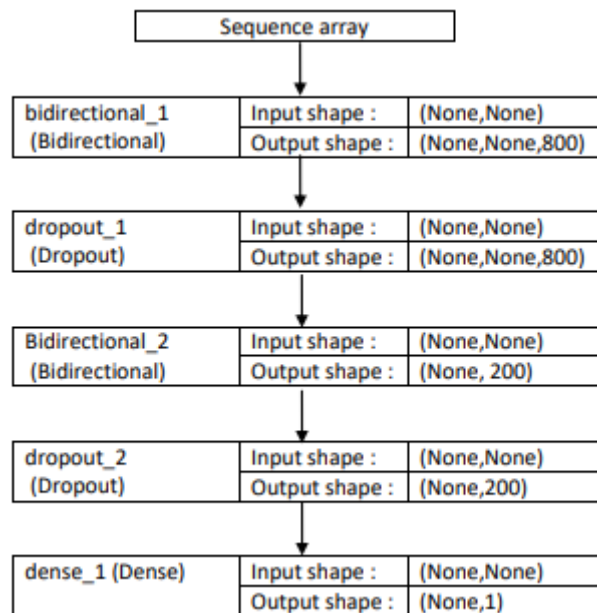 Sequence array
bidirectional_1 Input shape : (None,None)
(Bidirectional) Output shape : (None,None,800)
dropout_1 Input shape : (None,None)
(Dropout) Output shape : (None,None,800)
Bidirectional_2 Input shape : (None,None)
(Bidirectional) Output shape : (None, 200)
dropout_2 Input shape : (None,None)
(Dropout) Output shape : (None,200)
dense_1 (Dense) Input shape : (None,None)
Output shape : (None,1)